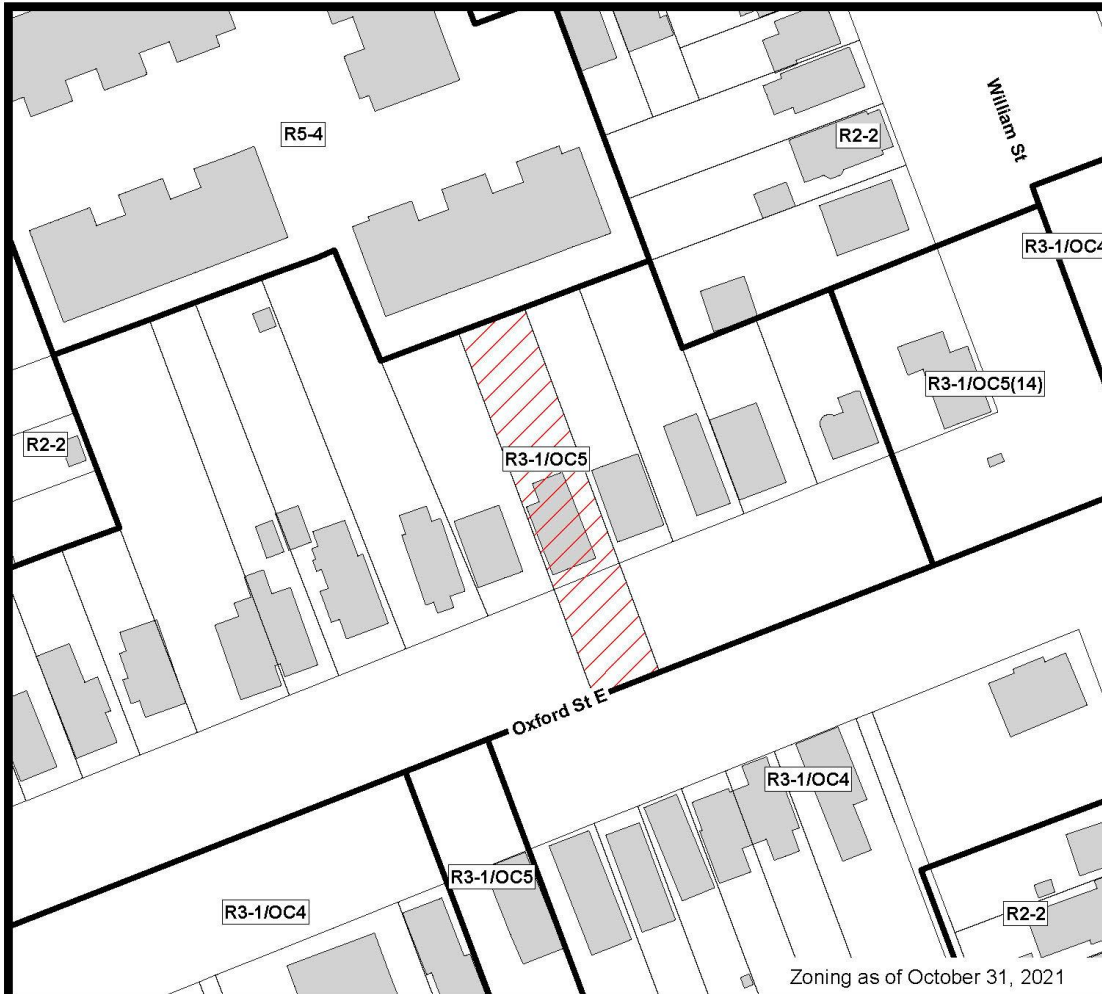 William St
R5-4
R2-2
R3-1/OC4
R3-1/OC5(14)
R2-2
R3-1/OC5
Oxford St E
R3-1/OC4
R3-1/OC5
R3-1/OC4
R2-2
Zoning as of October 31, 2021